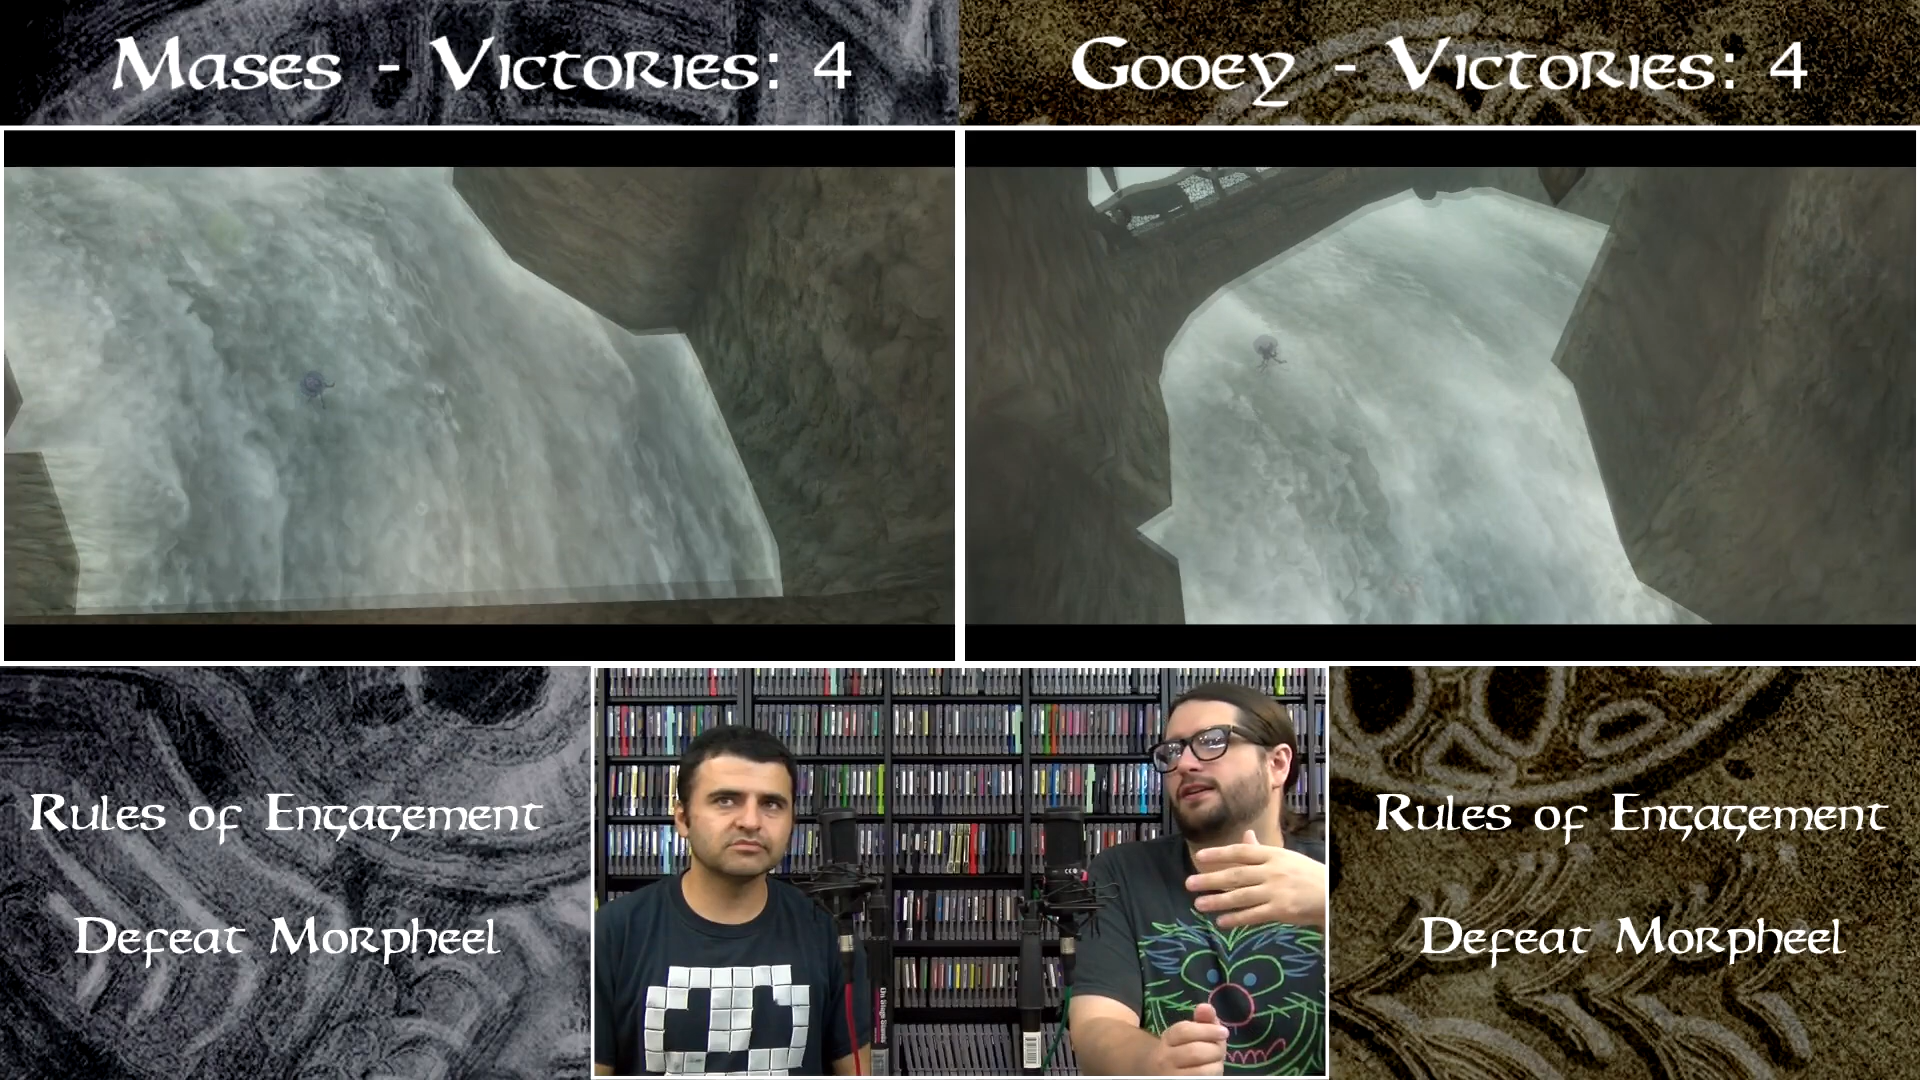 Mases - Victories: 4
Gooey - Victories: 4
Rules of Engagement
Defeat Morpheel
Rules of Engagement
Defeat Morpheel